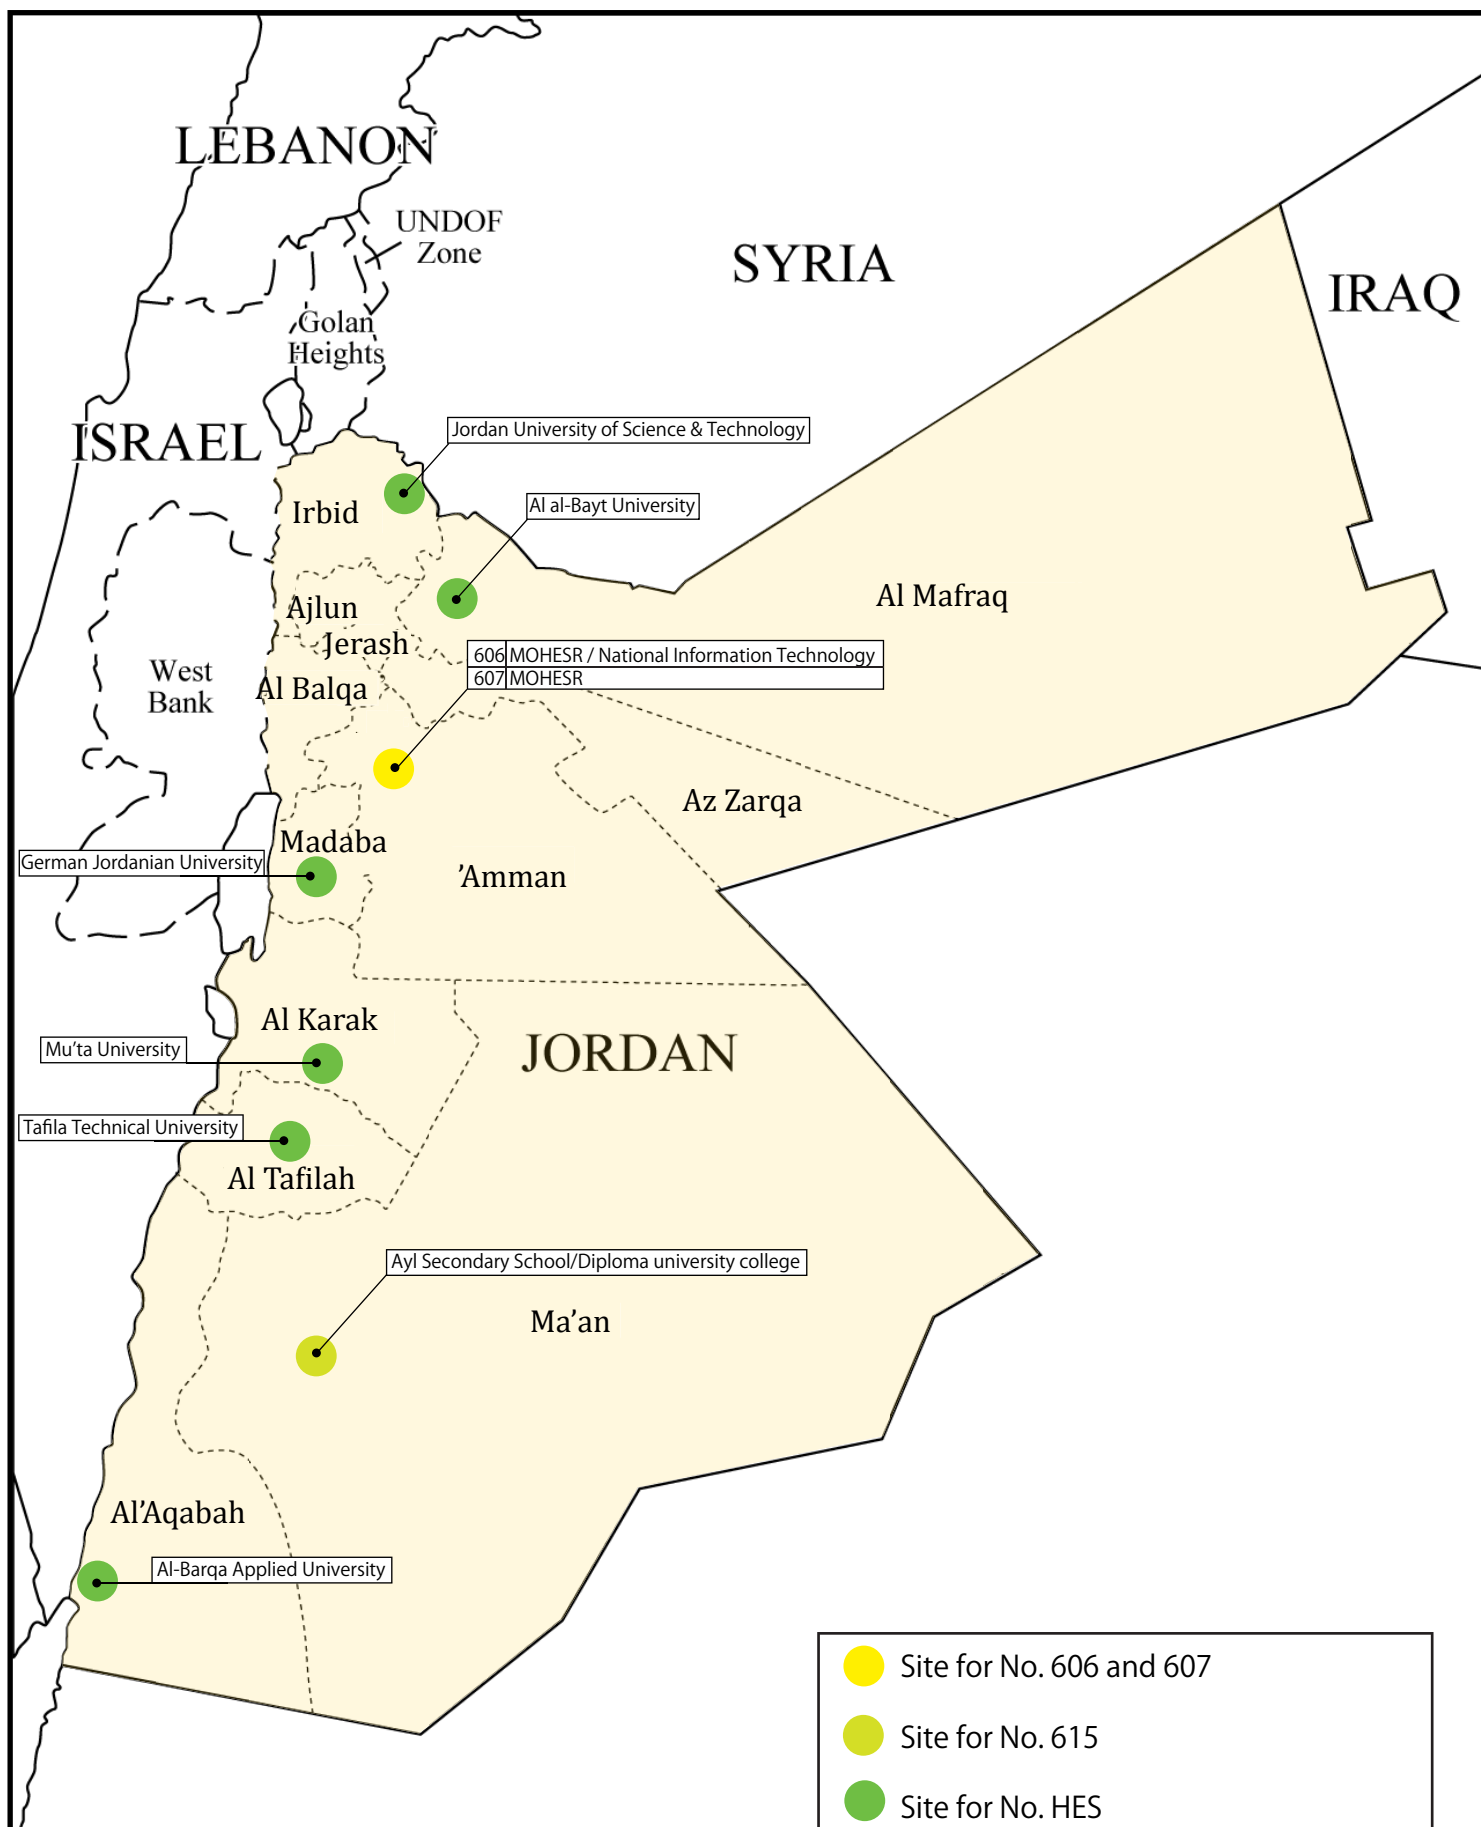 LEBANON
UNDOF
Zone
SYRIA
IRAQ
Golan
Heights
ISRAEL
Jordan University of Science & Technology
Irbid
Al al-Bayt University
Al Mafraq
Ajlun
Jerash
606 MOHESR / National Information Technology
607 MOHESR
West
Bank
Al Balqa
Az Zarqa
Madaba
German Jordanian University
’Amman
Al Karak
JORDAN
Mu’ta University
Tafila Technical University
Al Tafilah
Ayl Secondary School/Diploma university college
Ma’an
Al’Aqabah
Al-Barqa Applied University
Site for No. 606 and 607
Site for No. 615
Site for No. HES